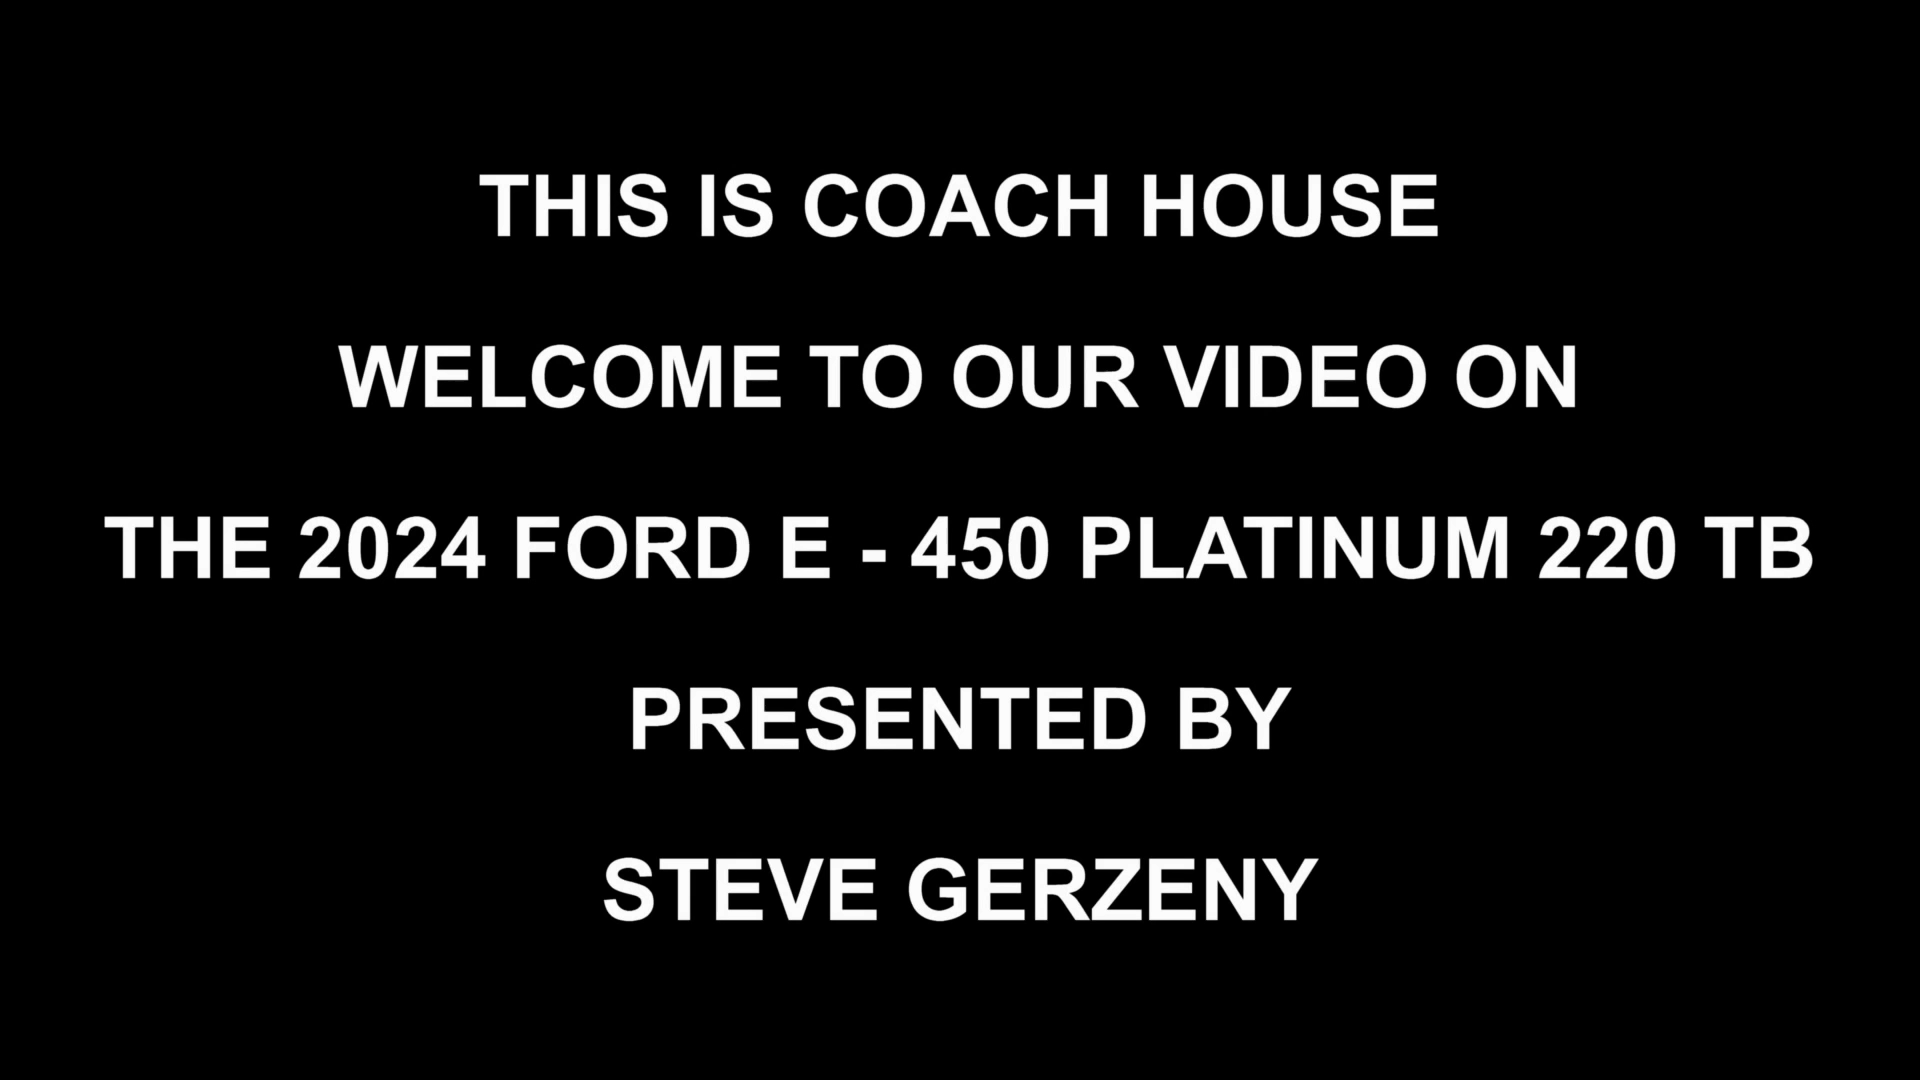 THIS IS COACH HOUSE
WELCOME TO OUR VIDEO ON
THE 2024 FORD E - 450 PLATINUM 220 TB
PRESENTED BY
STEVE GERZENY